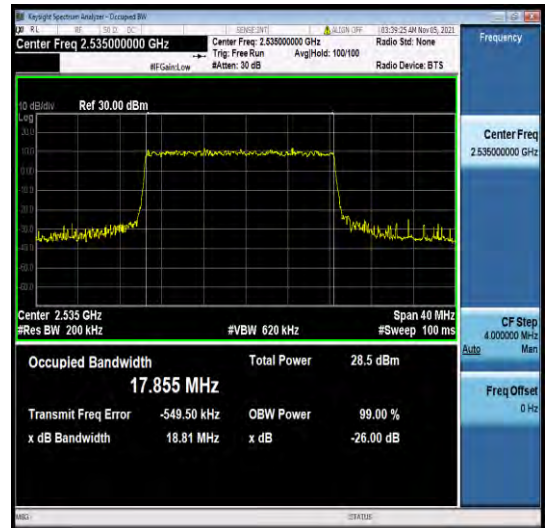 Keysight Spectrum Analyzer - Occupied BW
RL RF 50 Ω DC SENSE:INT ALIGN OFF 03:39:25 AM Nov 05, 2021
Center Freq 2.535000000 GHz
Center Freq: 2.535000000 GHz
Radio Std: None
Trig: Free Run Avg|Hold: 100/100
#IFGain:Low #Atten: 30 dB Radio Device: BTS
Frequency
10 dB/div Ref 30.00 dBm
Log
Center Freq
2.535000000 GHz
Center 2.535 GHz Span 40 MHz
#Res BW 200 kHz #VBW 620 kHz #Sweep 100 ms
CF Step
4.000000 MHz
Auto Man
Occupied Bandwidth Total Power 28.5 dBm
17.855 MHz
Freq Offset
0 Hz
Transmit Freq Error -549.50 kHz OBW Power 99.00 %
x dB Bandwidth 18.81 MHz x dB -26.00 dB
MSG STATUS